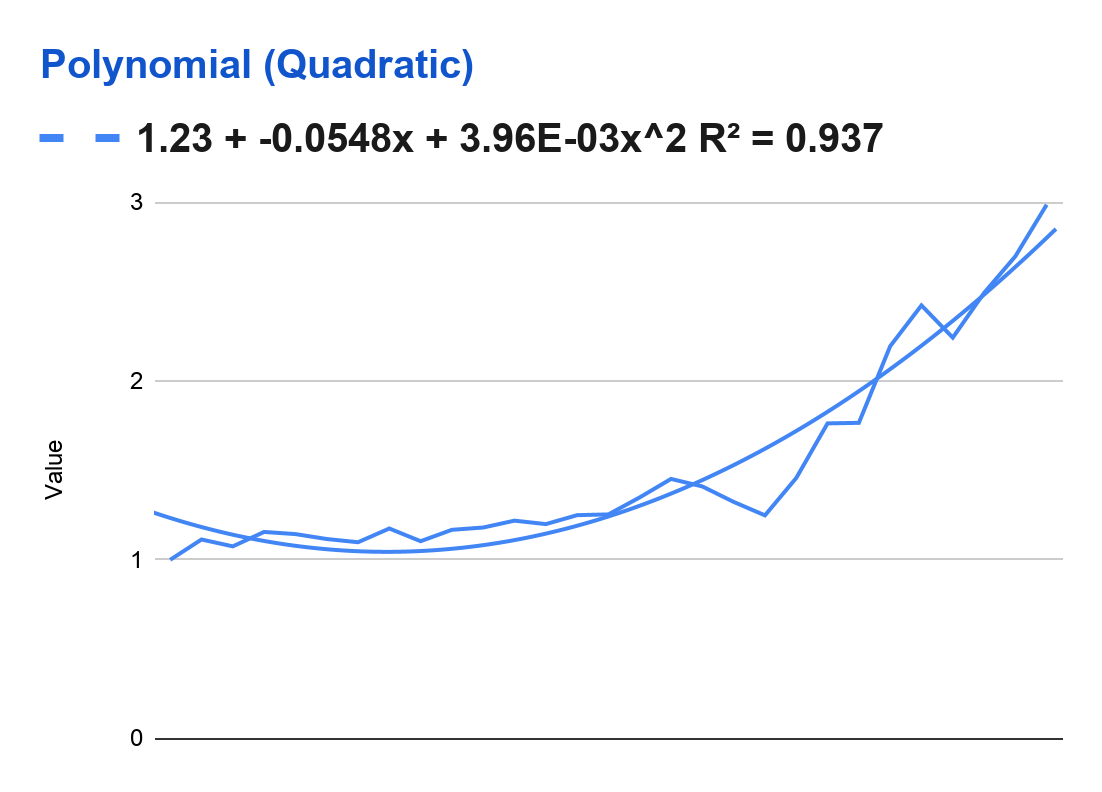 Polynomial (Quadratic)
1.23 + -0.0548x + 3.96E-03x^2 R² = 0.937
3
2
Value
1
0